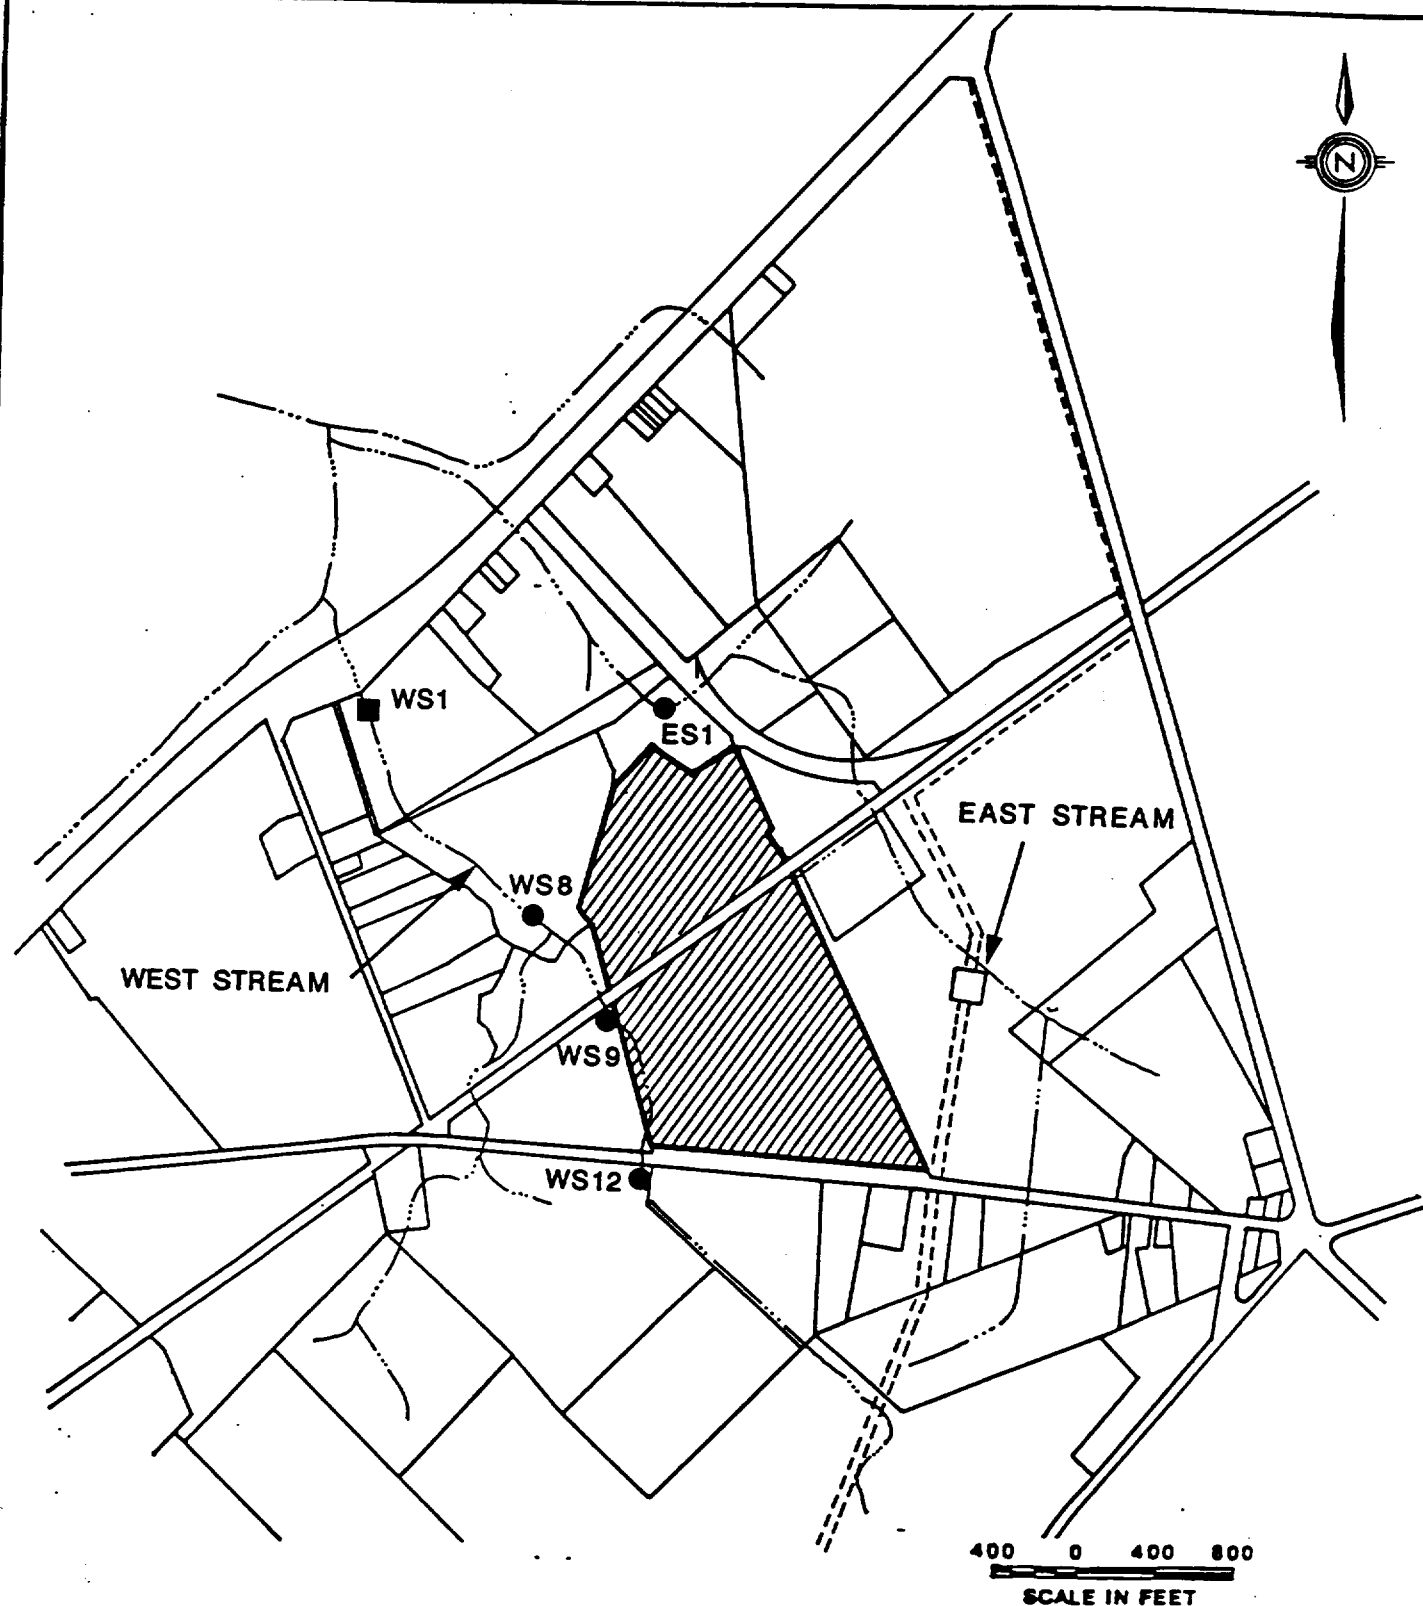 N
WS1
ES1
EAST STREAM
WS8
WEST STREAM
WS9
WS12
400 0 400 800
SCALE IN FEET